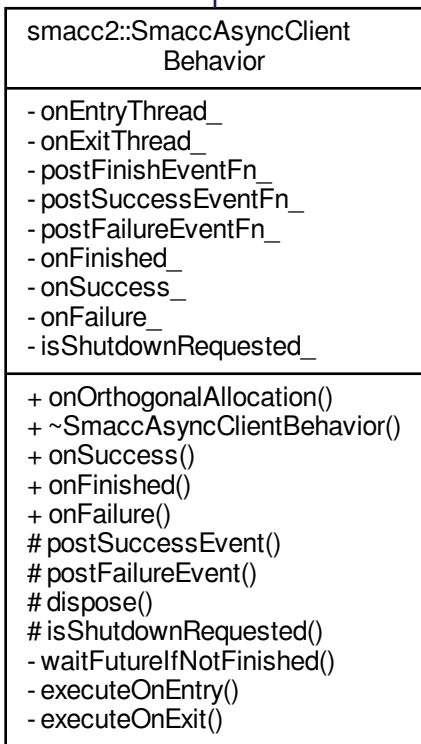 smacc2::SmaccAsyncClient
Behavior
- onEntryThread_
- onExitThread_
- postFinishEventFn_
- postSuccessEventFn_
- postFailureEventFn_
- onFinished_
- onSuccess_
- onFailure_
- isShutdownRequested_
+ onOrthogonalAllocation()
+ ~SmaccAsyncClientBehavior()
+ onSuccess()
+ onFinished()
+ onFailure()
# postSuccessEvent()
# postFailureEvent()
# dispose()
# isShutdownRequested()
- waitFutureIfNotFinished()
- executeOnEntry()
- executeOnExit()